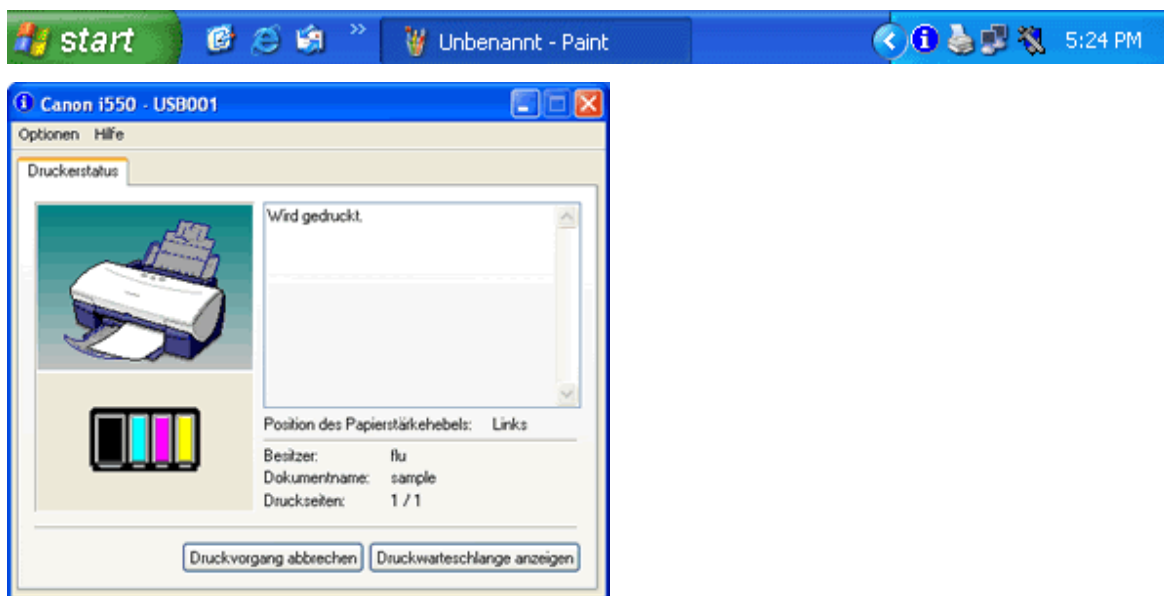 start
»
Unbenannt - Paint
5:24 PM
Canon i550 - USB001
Optionen Hilfe
Druckerstatus
Wird gedruckt.
Position des Papierstärkehebels: Links
Besitzer: flu
Dokumentname: sample
Druckseiten: 1 / 1
Druckvorgang abbrechen Druckwarteschlange anzeigen